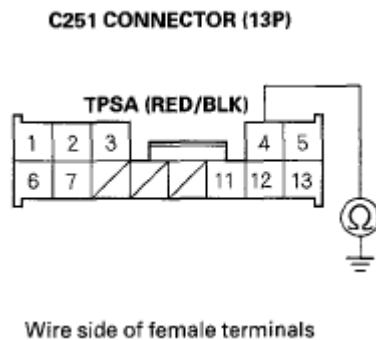 C251 CONNECTOR (13P)
TPSA (RED/BLK)
1 2 3 4 5
6 7 11 12 13
Ω
Wire side of female terminals